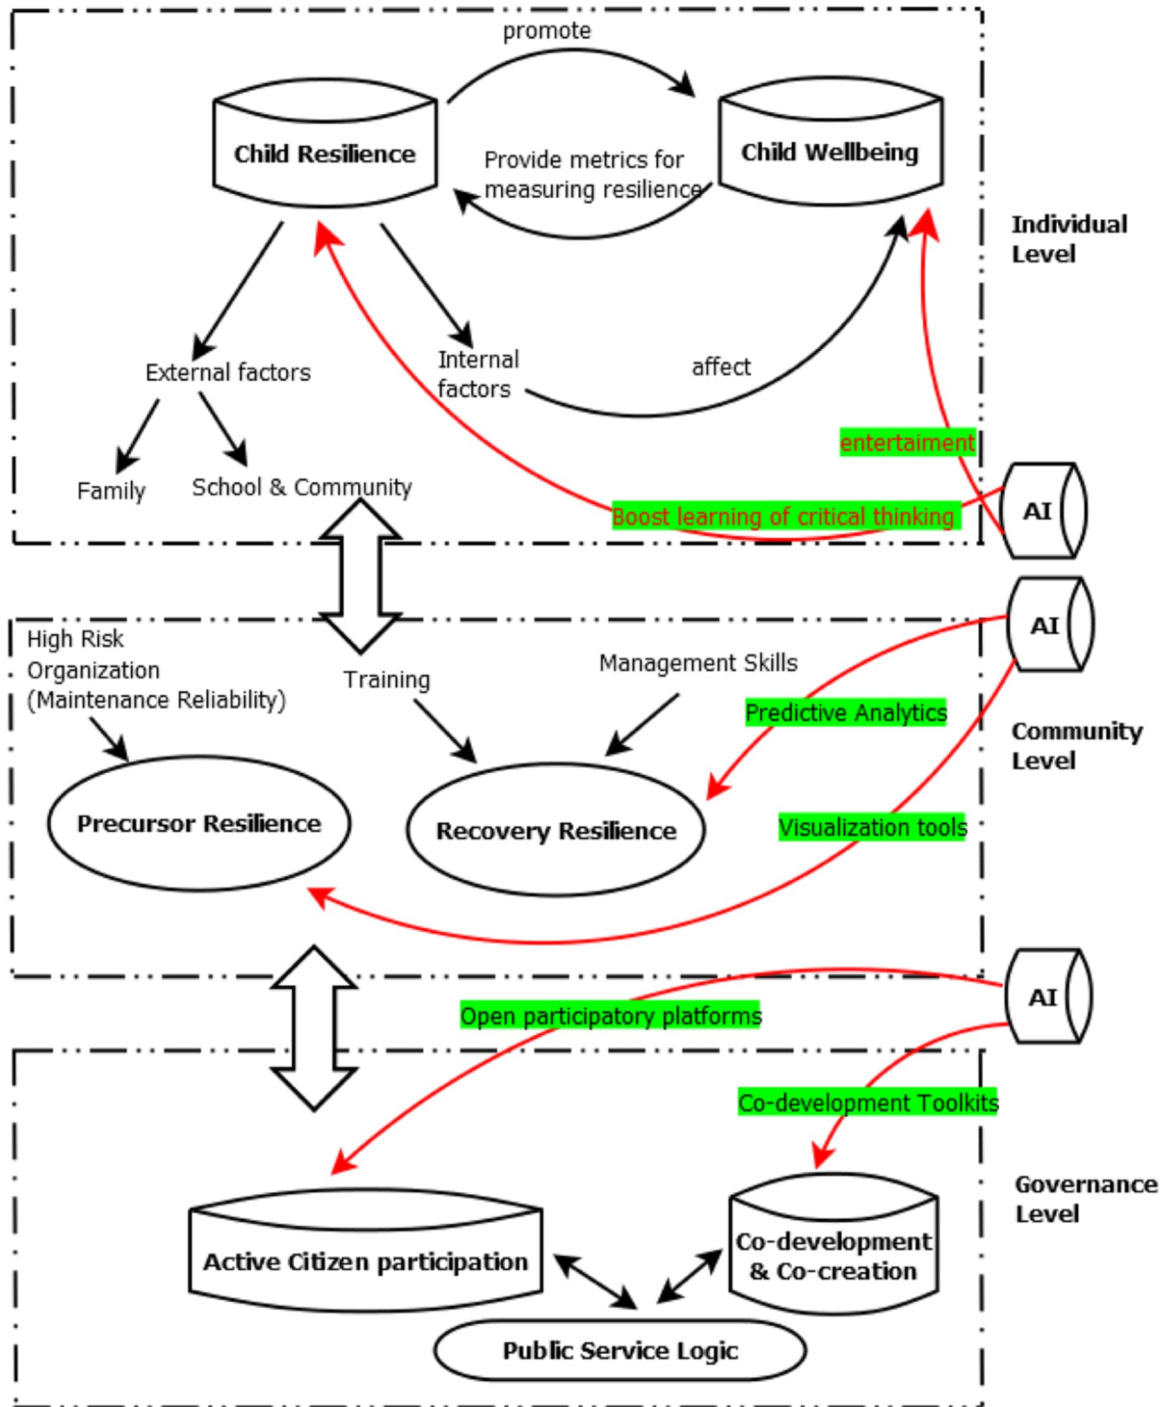 promote
Child Resilience
Child Wellbeing
Provide metrics for
measuring resilience
Individual
Level
External factors
Internal
factors
affect
entertaiment
Family
School & Community
Boost learning of critical thinking
AI
High Risk
Organization
(Maintenance Reliability)
Training
Management Skills
AI
Predictive Analytics
Community
Level
Precursor Resilience
Recovery Resilience
Visualization tools
AI
Open participatory platforms
Co-development Toolkits
Governance
Level
Active Citizen participation
Co-development
& Co-creation
Public Service Logic